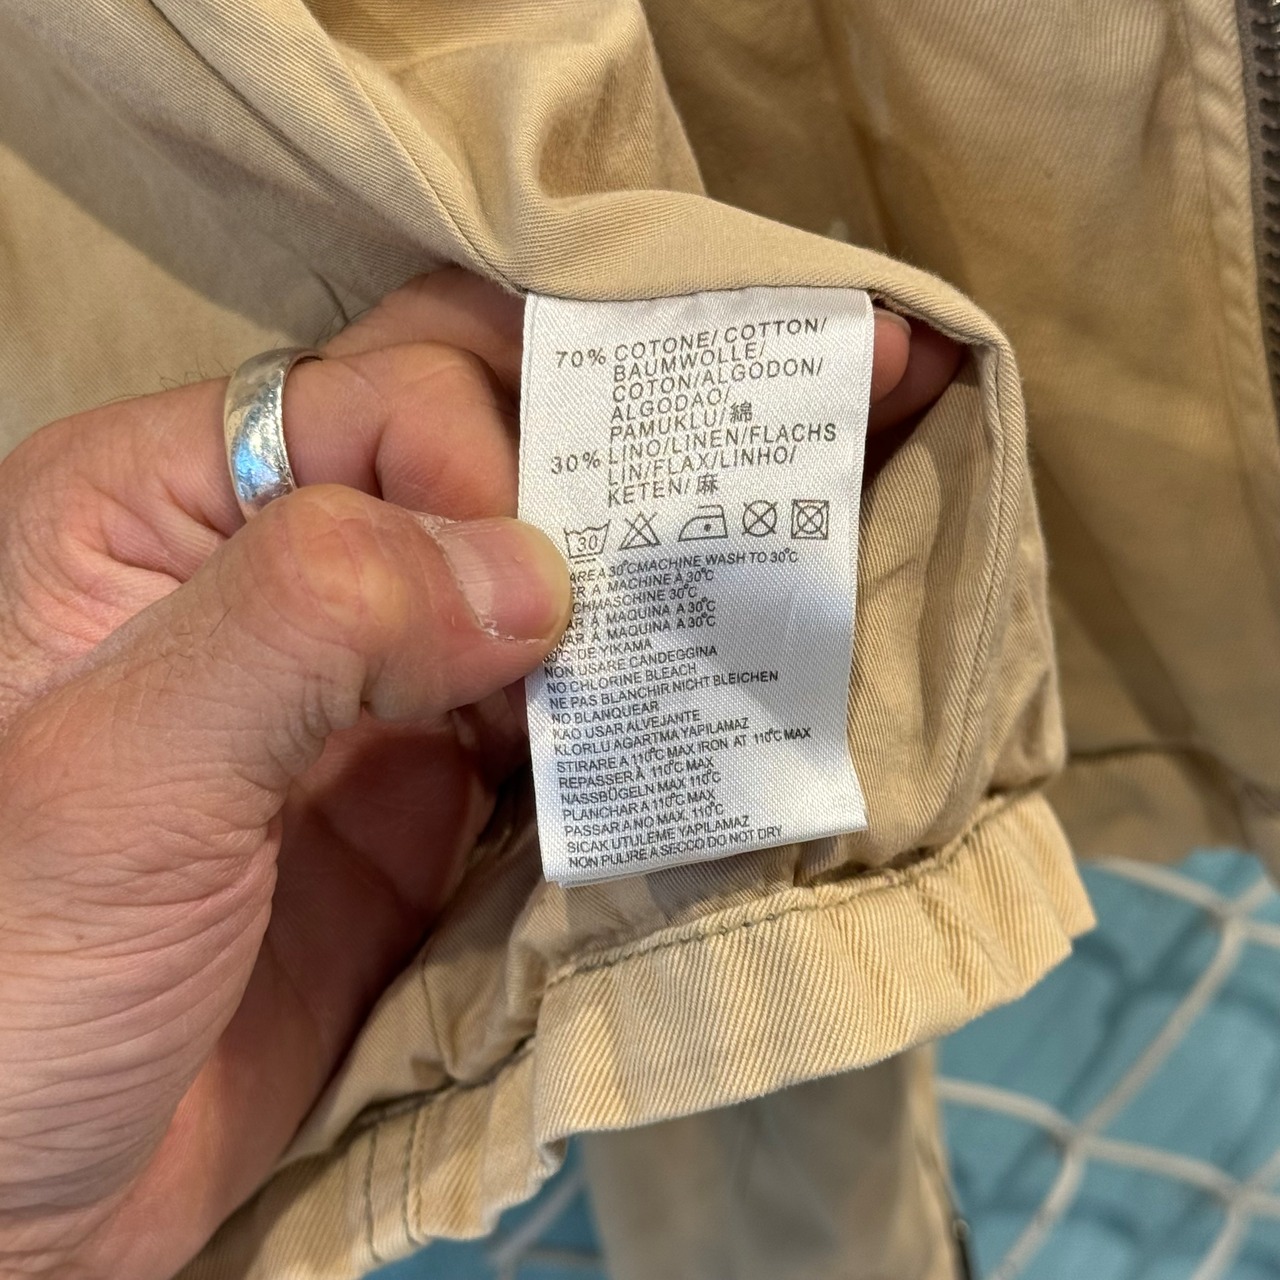 70% COTONE/COTTON/
BAUMWOLLE/
COTON/ALGODON/
ALGODAO/
PAMUKLU/綿
30% LINO/LINEN/FLACHS
LIN/FLAX/LINHO/
KETEN/麻
30
A 30°C MACHINE WASH TO 30°C
A MACHINE À 30°C
30°C
A MAQUINA A 30°C
A MAQUINA A 30°C
DE YIKAMA
NON USARE CANDEGGINA
NO CHLORINE BLEACH
NE PAS BLANCHIR NICHT BLEICHEN
NO BLANQUEAR
KAO USAR ALVEJANTE
KLORLU AGARTMA YAPILAMAZ
STIRARE A 110°C MAX IRON AT 110°C MAX
REPASSER À 110°C MAX
NASSBÜGELN MAX 110°C
PLANCHAR A 110°C MAX
PASSAR A NO MAX. 110°C
SICAK UTULEME YAPILAMAZ
NON PULIRE A SECCO DO NOT DRY